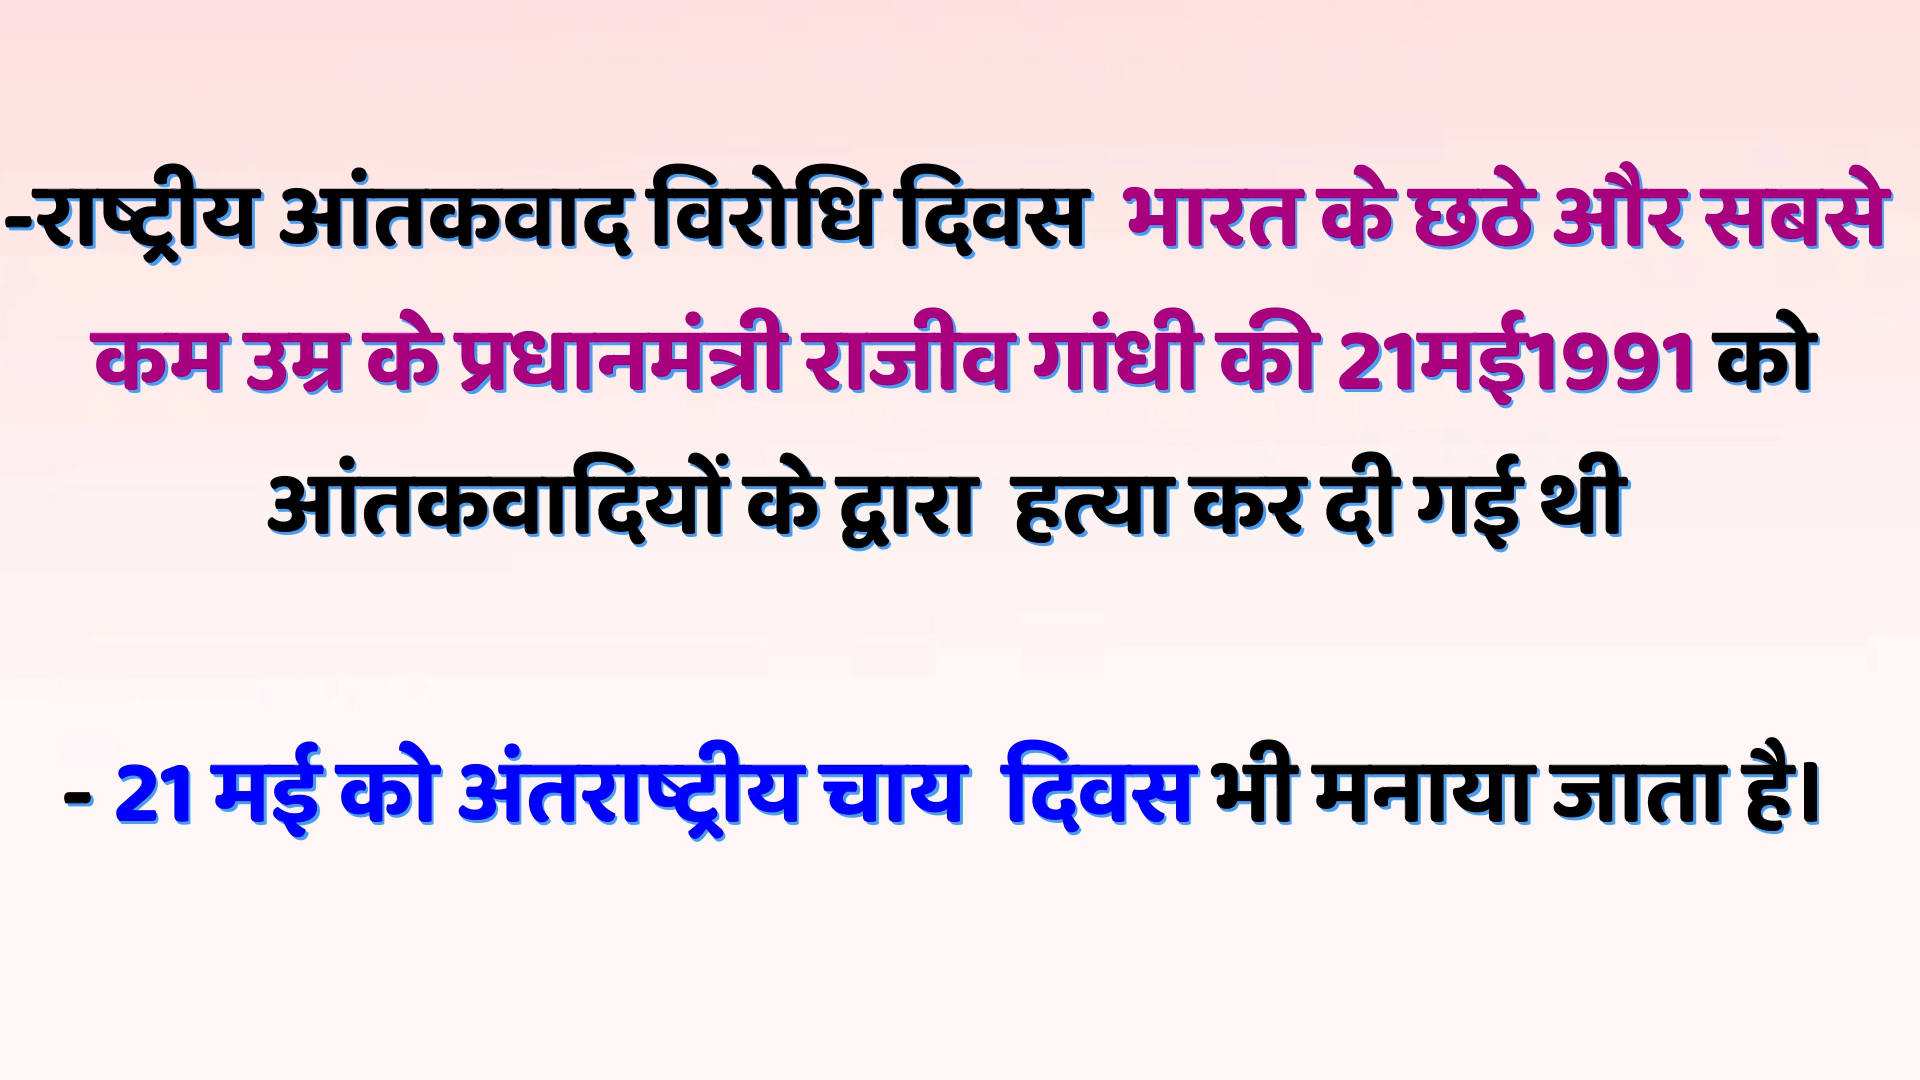 -राष्ट्रीय आंतकवाद विरोधि दिवस भारत के छठे और सबसे
कम उम्र के प्रधानमंत्री राजीव गांधी की 21मई1991 को
आंतकवादियों के द्वारा हत्या कर दी गई थी
- 21 मई को अंतराष्ट्रीय चाय दिवस भी मनाया जाता है।